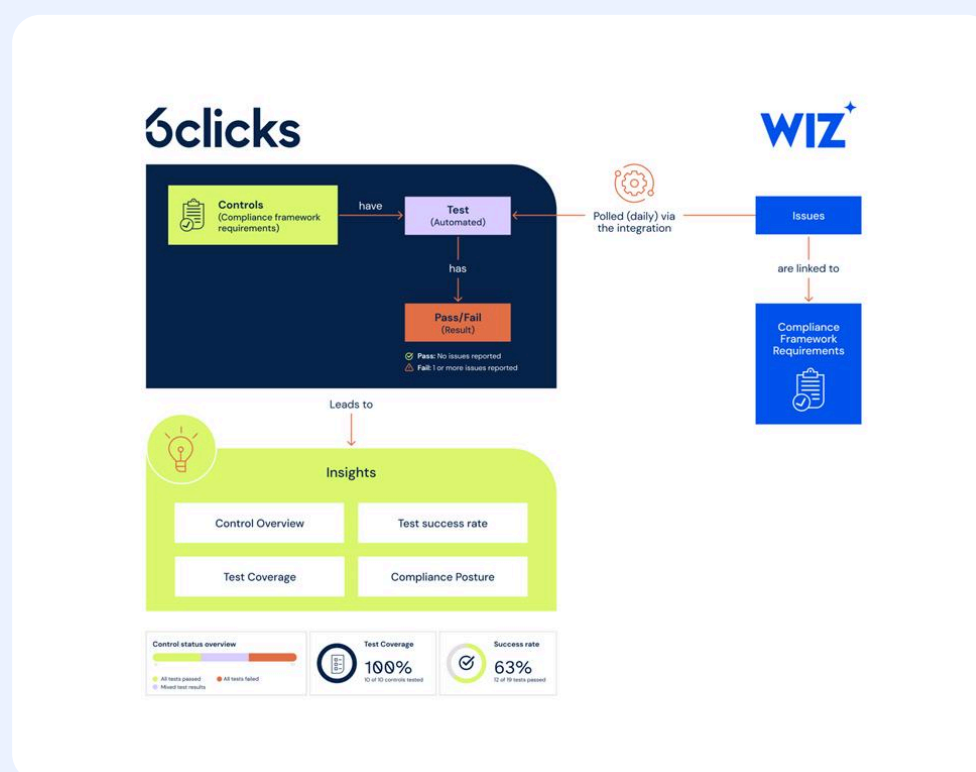 6clicks
WIZ
Controls
(Compliance framework
requirements)
have
Test
(Automated)
Polled (daily) via
the integration
Issues
has
are linked to
Pass/Fail
(Result)
Pass: No issues reported
Fail: 1 or more issues reported
Compliance
Framework
Requirements
Leads to
Insights
Control Overview
Test success rate
Test Coverage
Compliance Posture
Control status overview
All tests passed
All tests failed
Mixed test results
Test Coverage
100%
10 of 10 controls tested
Success rate
63%
12 of 19 tests passed